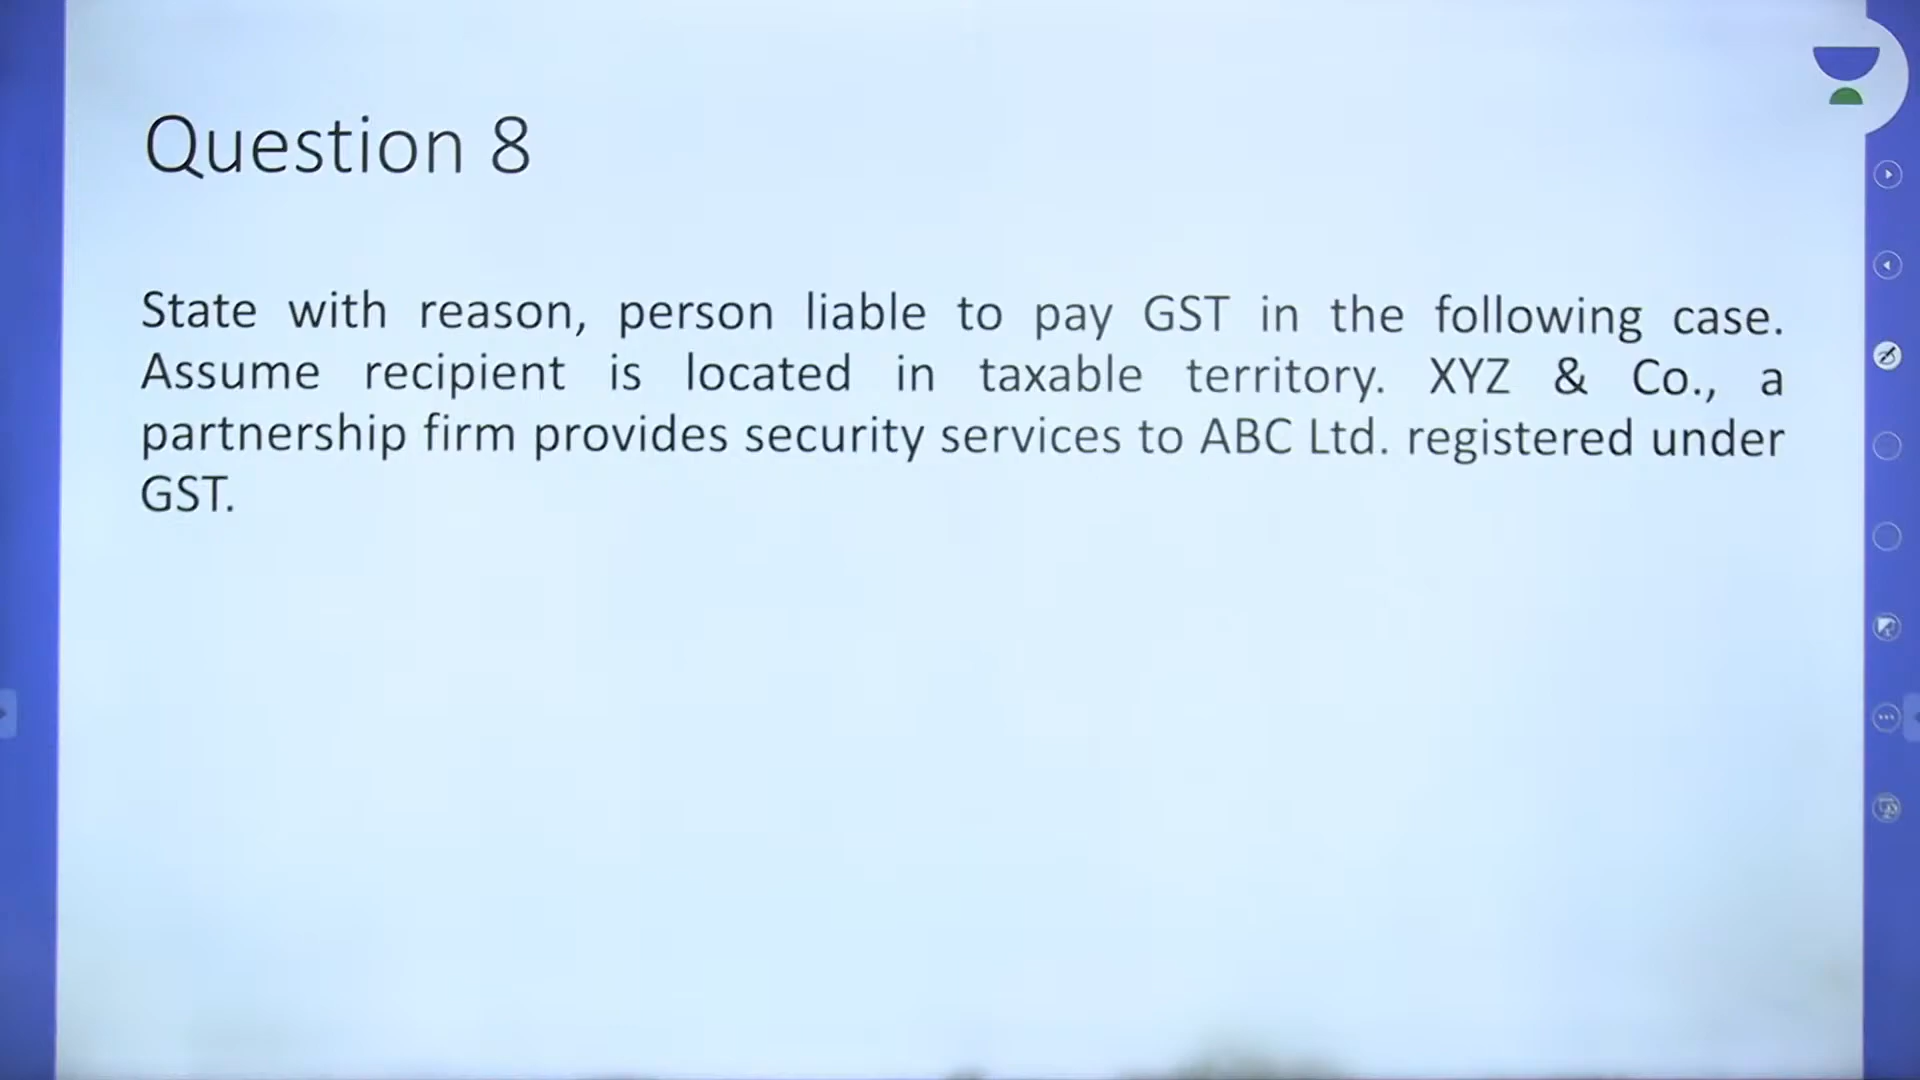 Question 8
State with reason, person liable to pay GST in the following case.
Assume recipient is located in taxable territory. XYZ & Co., a
partnership firm provides security services to ABC Ltd. registered under
GST.